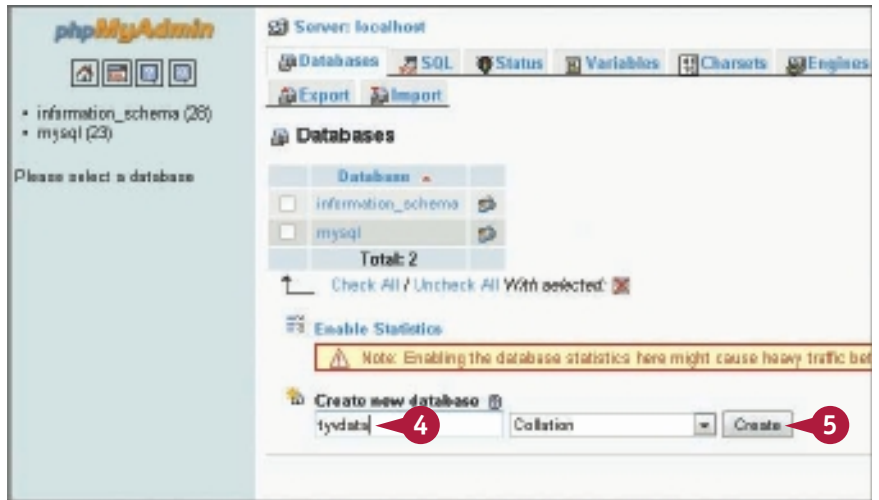 phpMyAdmin
• information_schema (28)
• mysql (23)
Please select a database
Server: localhost
Databases SQL Status Variables Charsets Engines
Export Import
Databases
Database
information_schema
mysql
Total: 2
Check All / Uncheck All With selected:
Enable Statistics
Note: Enabling the database statistics here might cause heavy traffic bet
Create new database
tyvdata 4 Collation Create 5